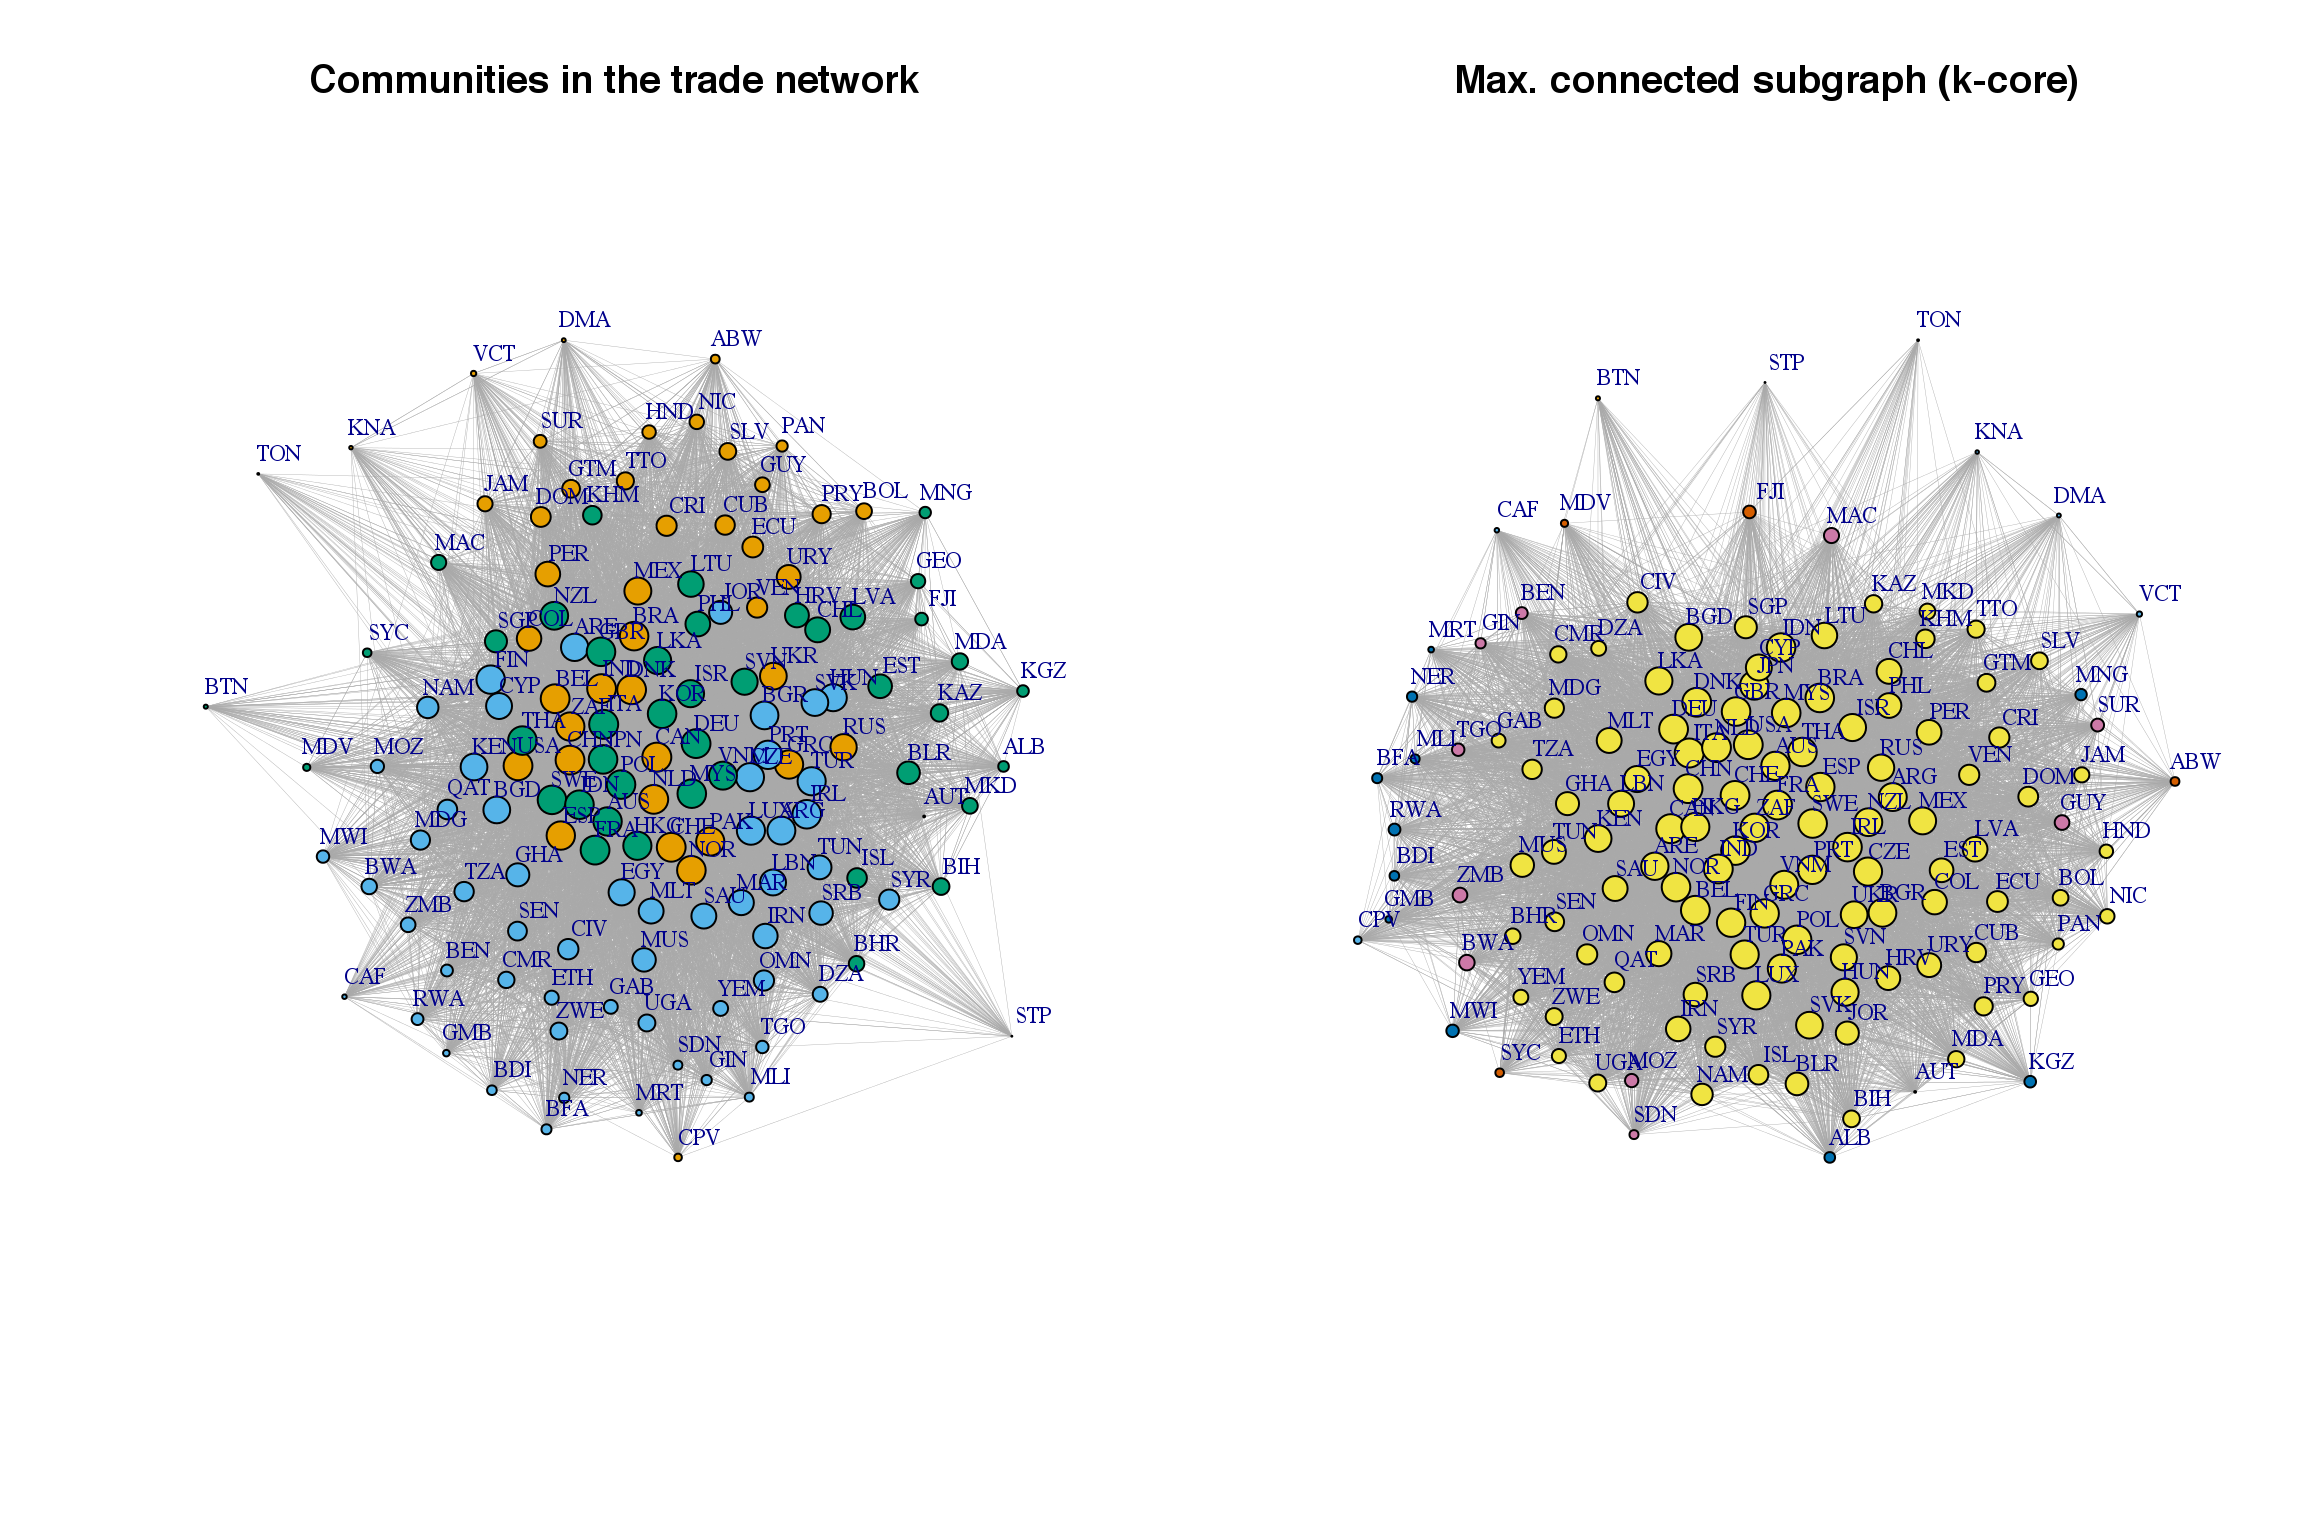 Communities in the trade network
DMA
VCT
ABW
KNA
TON
SUR
HND
NIC
SLV
PAN
GTM
TTO
GUY
JAM
DOM
KHM
PRY
BOL
MNG
CRI
CUB
ECU
MAC
PER
MEX
LTU
URY
GEO
NZL
JOR
VEN
HRV
LVA
FJI
SGP
COL
ARE
GBR
BRA
PHL
CHL
SYC
FIN
LKA
MDA
BTN
NAM
CYP
BEL
IND
DNK
ISR
SVN
UKR
SVK
HUN
EST
KGZ
ZAF
ITA
KOR
BGR
KAZ
MDV
MOZ
THA
KEN
USA
CHN
JPN
CAN
DEU
PRT
GRC
RUS
BLR
ALB
QAT
BGD
SWE
IDN
POL
NLD
MYS
VNM
CZE
TUR
MKD
MDG
ESP
AUS
LUX
ARG
IRL
AUT
MWI
BWA
GHA
FRA
HKG
CHE
PAK
NOR
TUN
ISL
BIH
ZMB
TZA
EGY
MLT
SAU
MAR
LBN
SRB
SYR
SEN
CIV
MUS
IRN
BHR
CAF
BEN
CMR
ETH
GAB
UGA
YEM
OMN
DZA
STP
RWA
GMB
ZWE
SDN
TGO
BDI
NER
GIN
MLI
BFA
MRT
CPV
Max. connected subgraph (k-core)
TON
STP
BTN
KNA
CAF
MDV
FJI
MAC
DMA
BEN
CIV
KAZ
MKD
VCT
MRT
GIN
CMR
DZA
BGD
SGP
IDN
LTU
KHM
TTO
SLV
NER
LKA
CYP
CHL
GTM
MNG
MDG
DNK
JPN
BRA
PHL
SUR
BFA
MLI
TGO
GAB
MLT
DEU
GBR
MYS
ISR
PER
CRI
ABW
TZA
EGY
ITA
NLD
USA
THA
RUS
VEN
JAM
RWA
GHA
LBN
CHN
CHE
AUS
ESP
ARG
DOM
GUY
BDI
KEN
CAN
HKG
FRA
ZAF
SWE
NZL
MEX
HND
GMB
ZMB
MUS
TUN
ARE
KOR
IND
IRL
LVA
CPV
SEN
SAU
NOR
PRT
CZE
EST
BOL
NIC
BHR
BEL
VNM
GRC
UKR
BGR
COL
ECU
PAN
BWA
OMN
MAR
FIN
POL
CUB
MWI
YEM
QAT
TUR
PAK
SVN
HRV
URY
GEO
ZWE
SRB
LUX
HUN
PRY
SYC
ETH
IRN
SYR
SVK
JOR
MDA
KGZ
UGA
MOZ
NAM
ISL
BLR
AUT
SDN
BIH
ALB